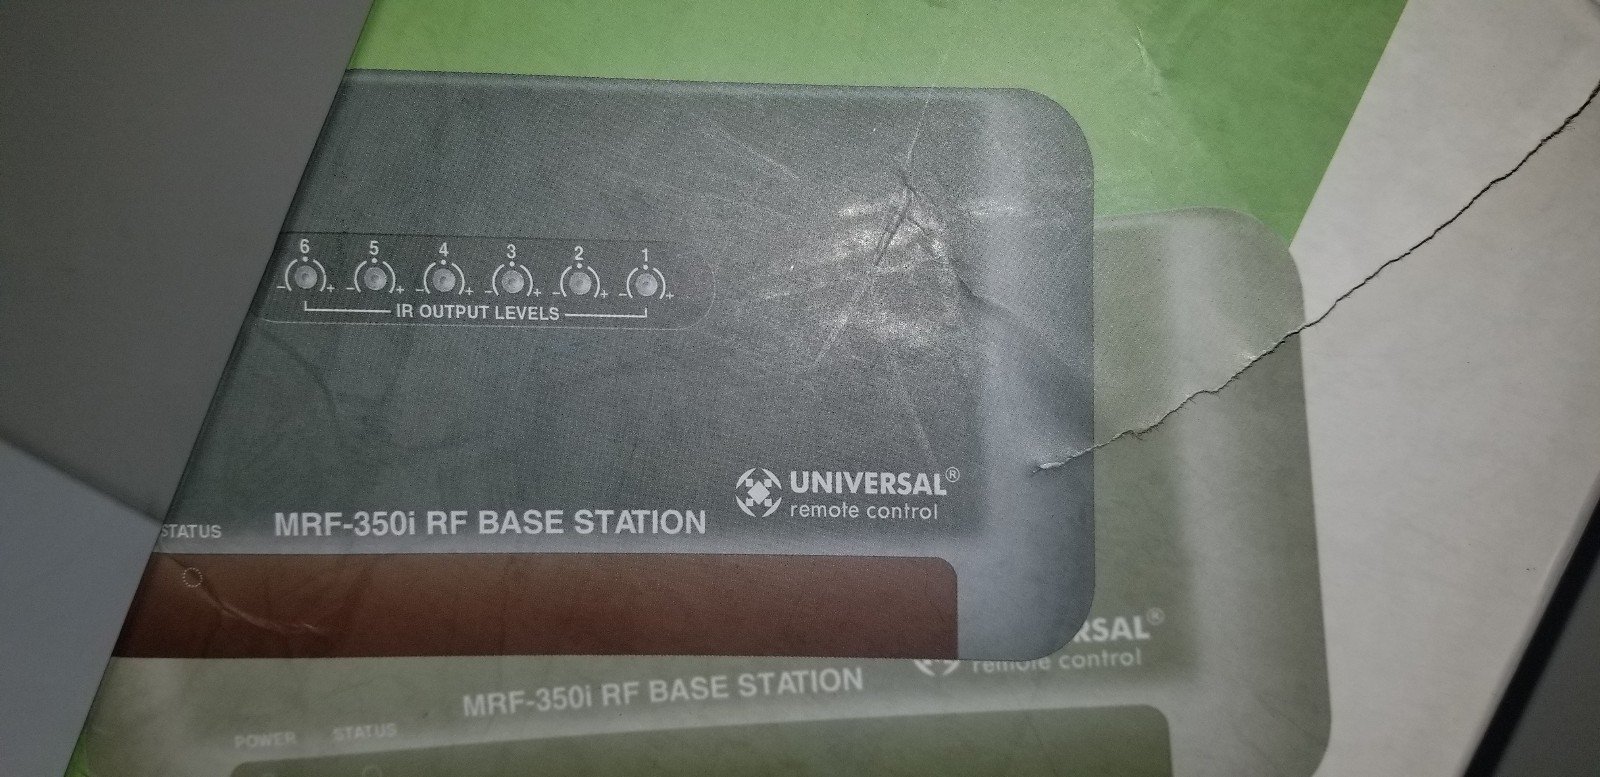 6 5 4 3 2 1
- + - + - + - + - + - +
IR OUTPUT LEVELS
UNIVERSAL®
remote control
STATUS
MRF-350i RF BASE STATION
RSAL®
remote control
MRF-350i RF BASE STATION
POWER STATUS